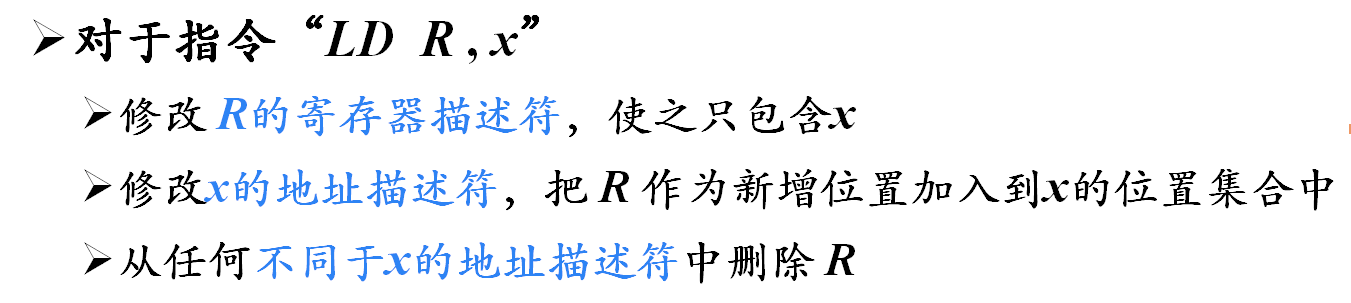 ➢对于指令“LD R , x”
➢修改R的寄存器描述符，使之只包含x
➢修改x的地址描述符，把R作为新增位置加入到x的位置集合中
➢从任何不同于x的地址描述符中删除R